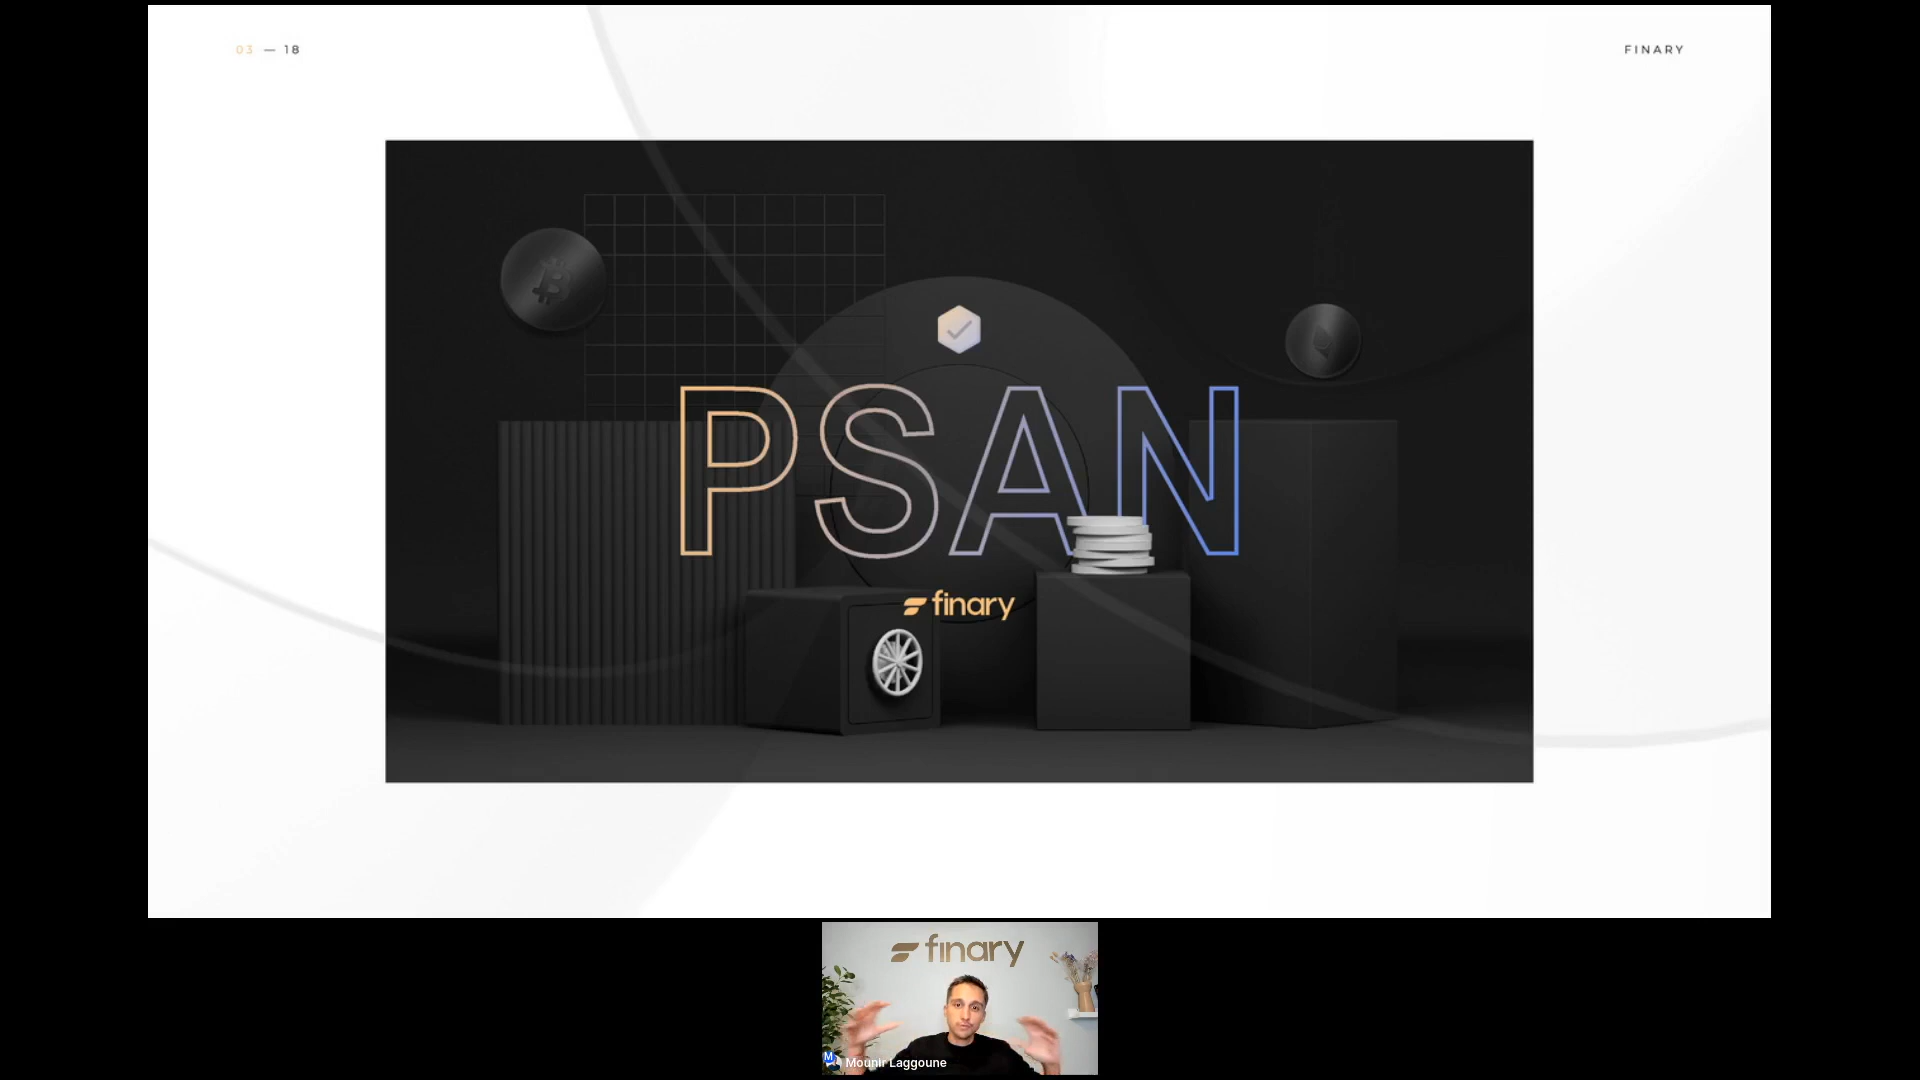 03 — 18
FINARY
PSAN
finary
finary
M
Mounir Laggoune